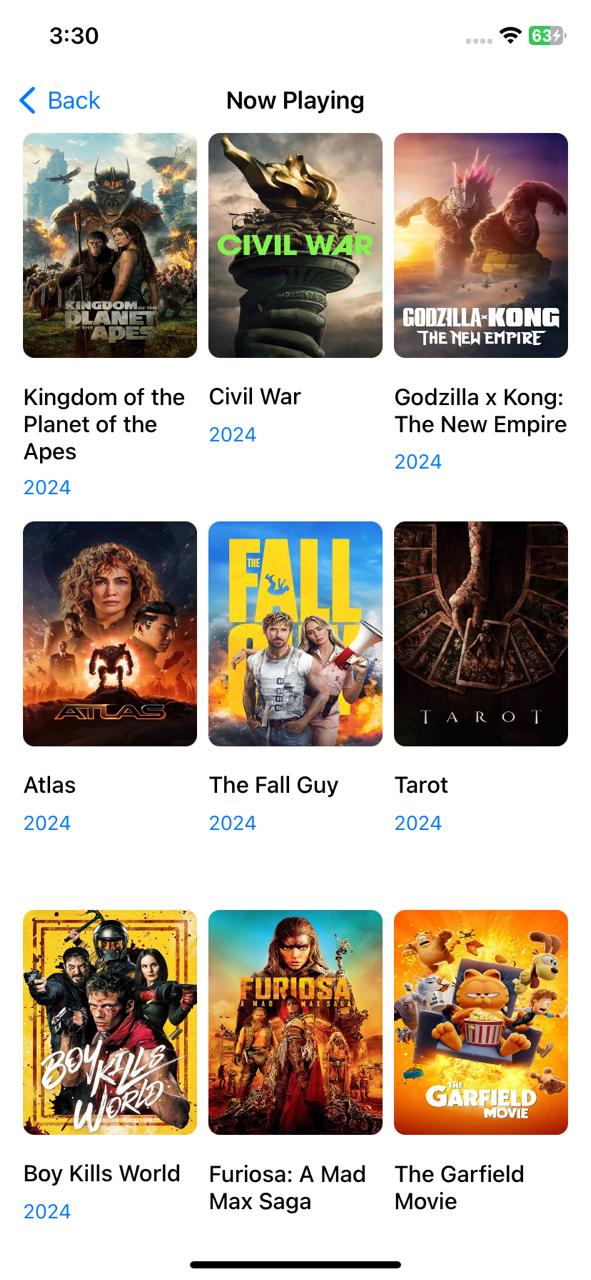 3:30
63
Back
Now Playing
KINGDOM OF THE
PLANET
OF THE APES
CIVIL WAR
GODZILLA x KONG
THE NEW EMPIRE
Kingdom of the
Planet of the
Apes
2024
Civil War
2024
Godzilla x Kong:
The New Empire
2024
ATLAS
THE
FALL
GUY
TAROT
Atlas
2024
The Fall Guy
2024
Tarot
2024
BOY KILLS
WORLD
FURIOSA
A MAD MAX SAGA
THE
GARFIELD
MOVIE
Boy Kills World
2024
Furiosa: A Mad
Max Saga
The Garfield
Movie